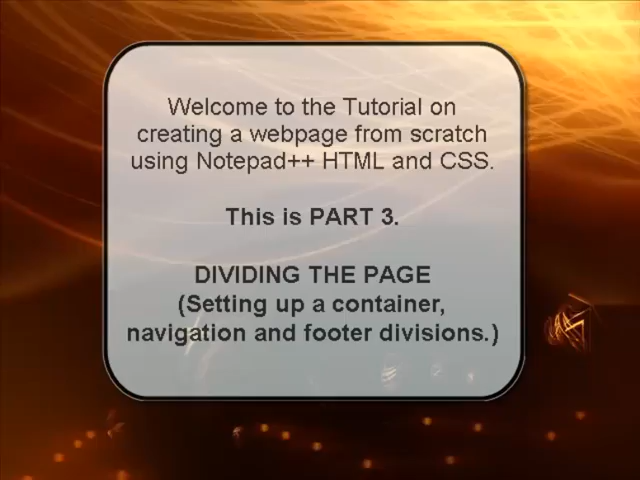 Welcome to the Tutorial on
creating a webpage from scratch
using Notepad++ HTML and CSS.
This is PART 3.
DIVIDING THE PAGE
(Setting up a container,
navigation and footer divisions.)